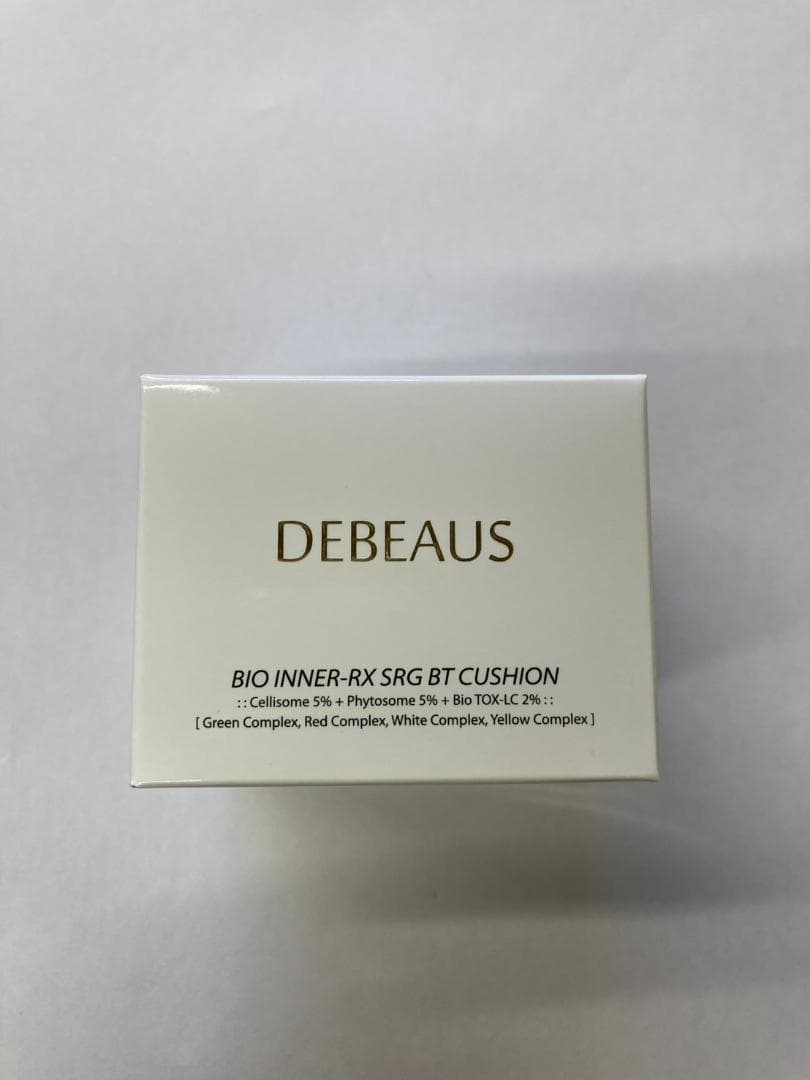 DEBEAUS
BIO INNER-RX SRG BT CUSHION
:: Cellisome 5% + Phytosome 5% + Bio TOX-LC 2% ::
[ Green Complex, Red Complex, White Complex, Yellow Complex ]